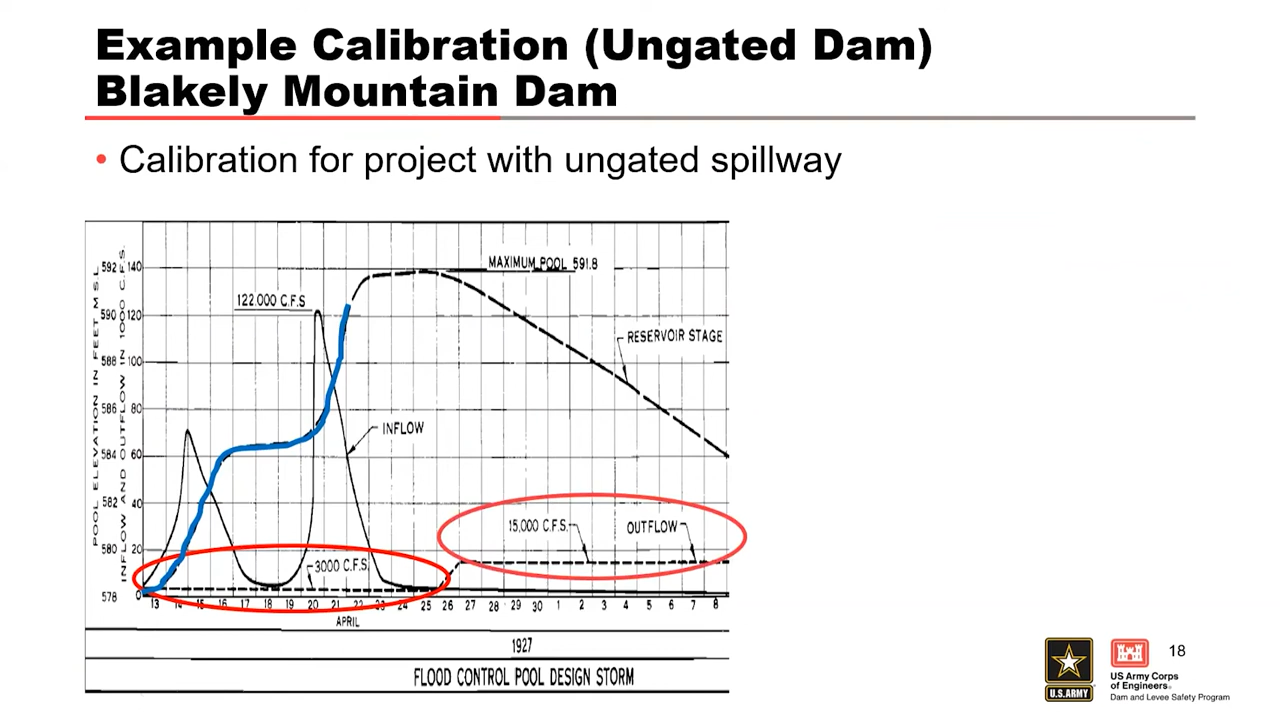 Example Calibration (Ungated Dam)
Blakely Mountain Dam
• Calibration for project with ungated spillway
POOL ELEVATION IN FEET M.S.L.
INFLOW AND OUTFLOW IN 1000 C.F.S.
592 140
590 120
588 100
586 80
584 60
582 40
580 20
578 0
MAXIMUM POOL 591.8
122.000 C.F.S
RESERVOIR STAGE
INFLOW
15,000 C.F.S.
OUTFLOW
3000 C.F.S.
13 14 15 16 17 18 19 20 21 22 23 24 25 26 27 28 29 30 1 2 3 4 5 6 7 8
APRIL
1927
FLOOD CONTROL POOL DESIGN STORM
U.S.ARMY
US Army Corps
of Engineers®
Dam and Levee Safety Program
18